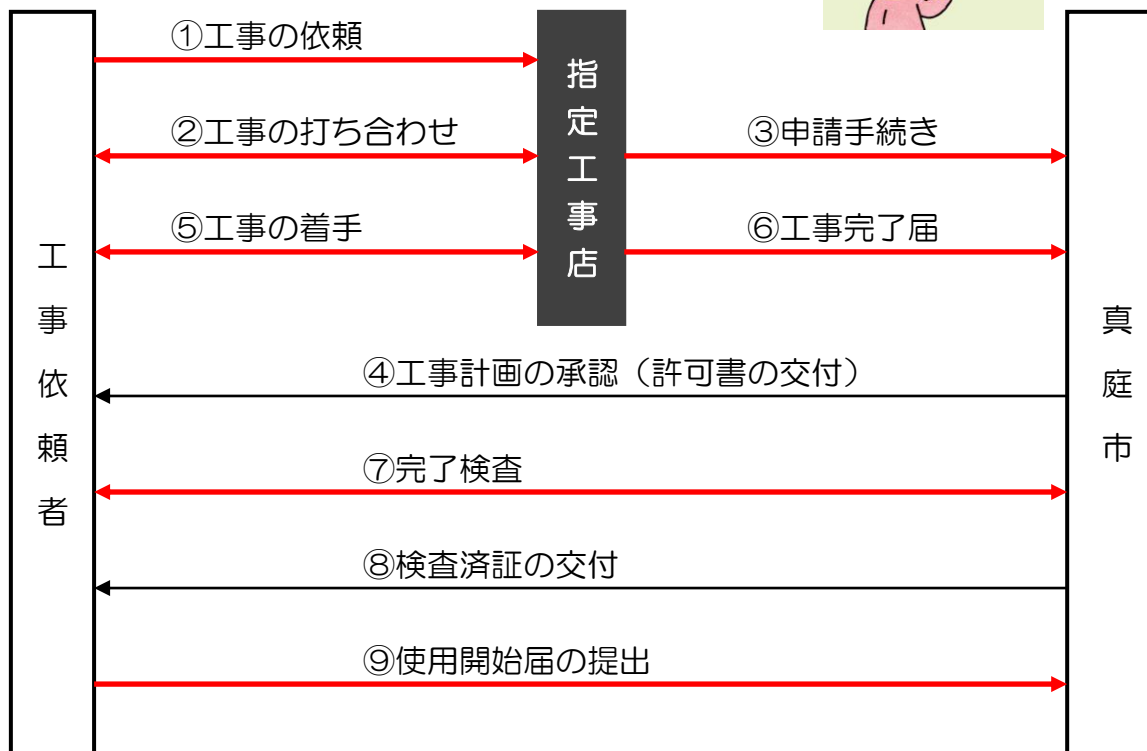 ①工事の依頼
指定工事店
②工事の打ち合わせ
③申請手続き
⑤工事の着手
⑥工事完了届
工事依頼者
真庭市
④工事計画の承認（許可書の交付）
⑦完了検査
⑧検査済証の交付
⑨使用開始届の提出